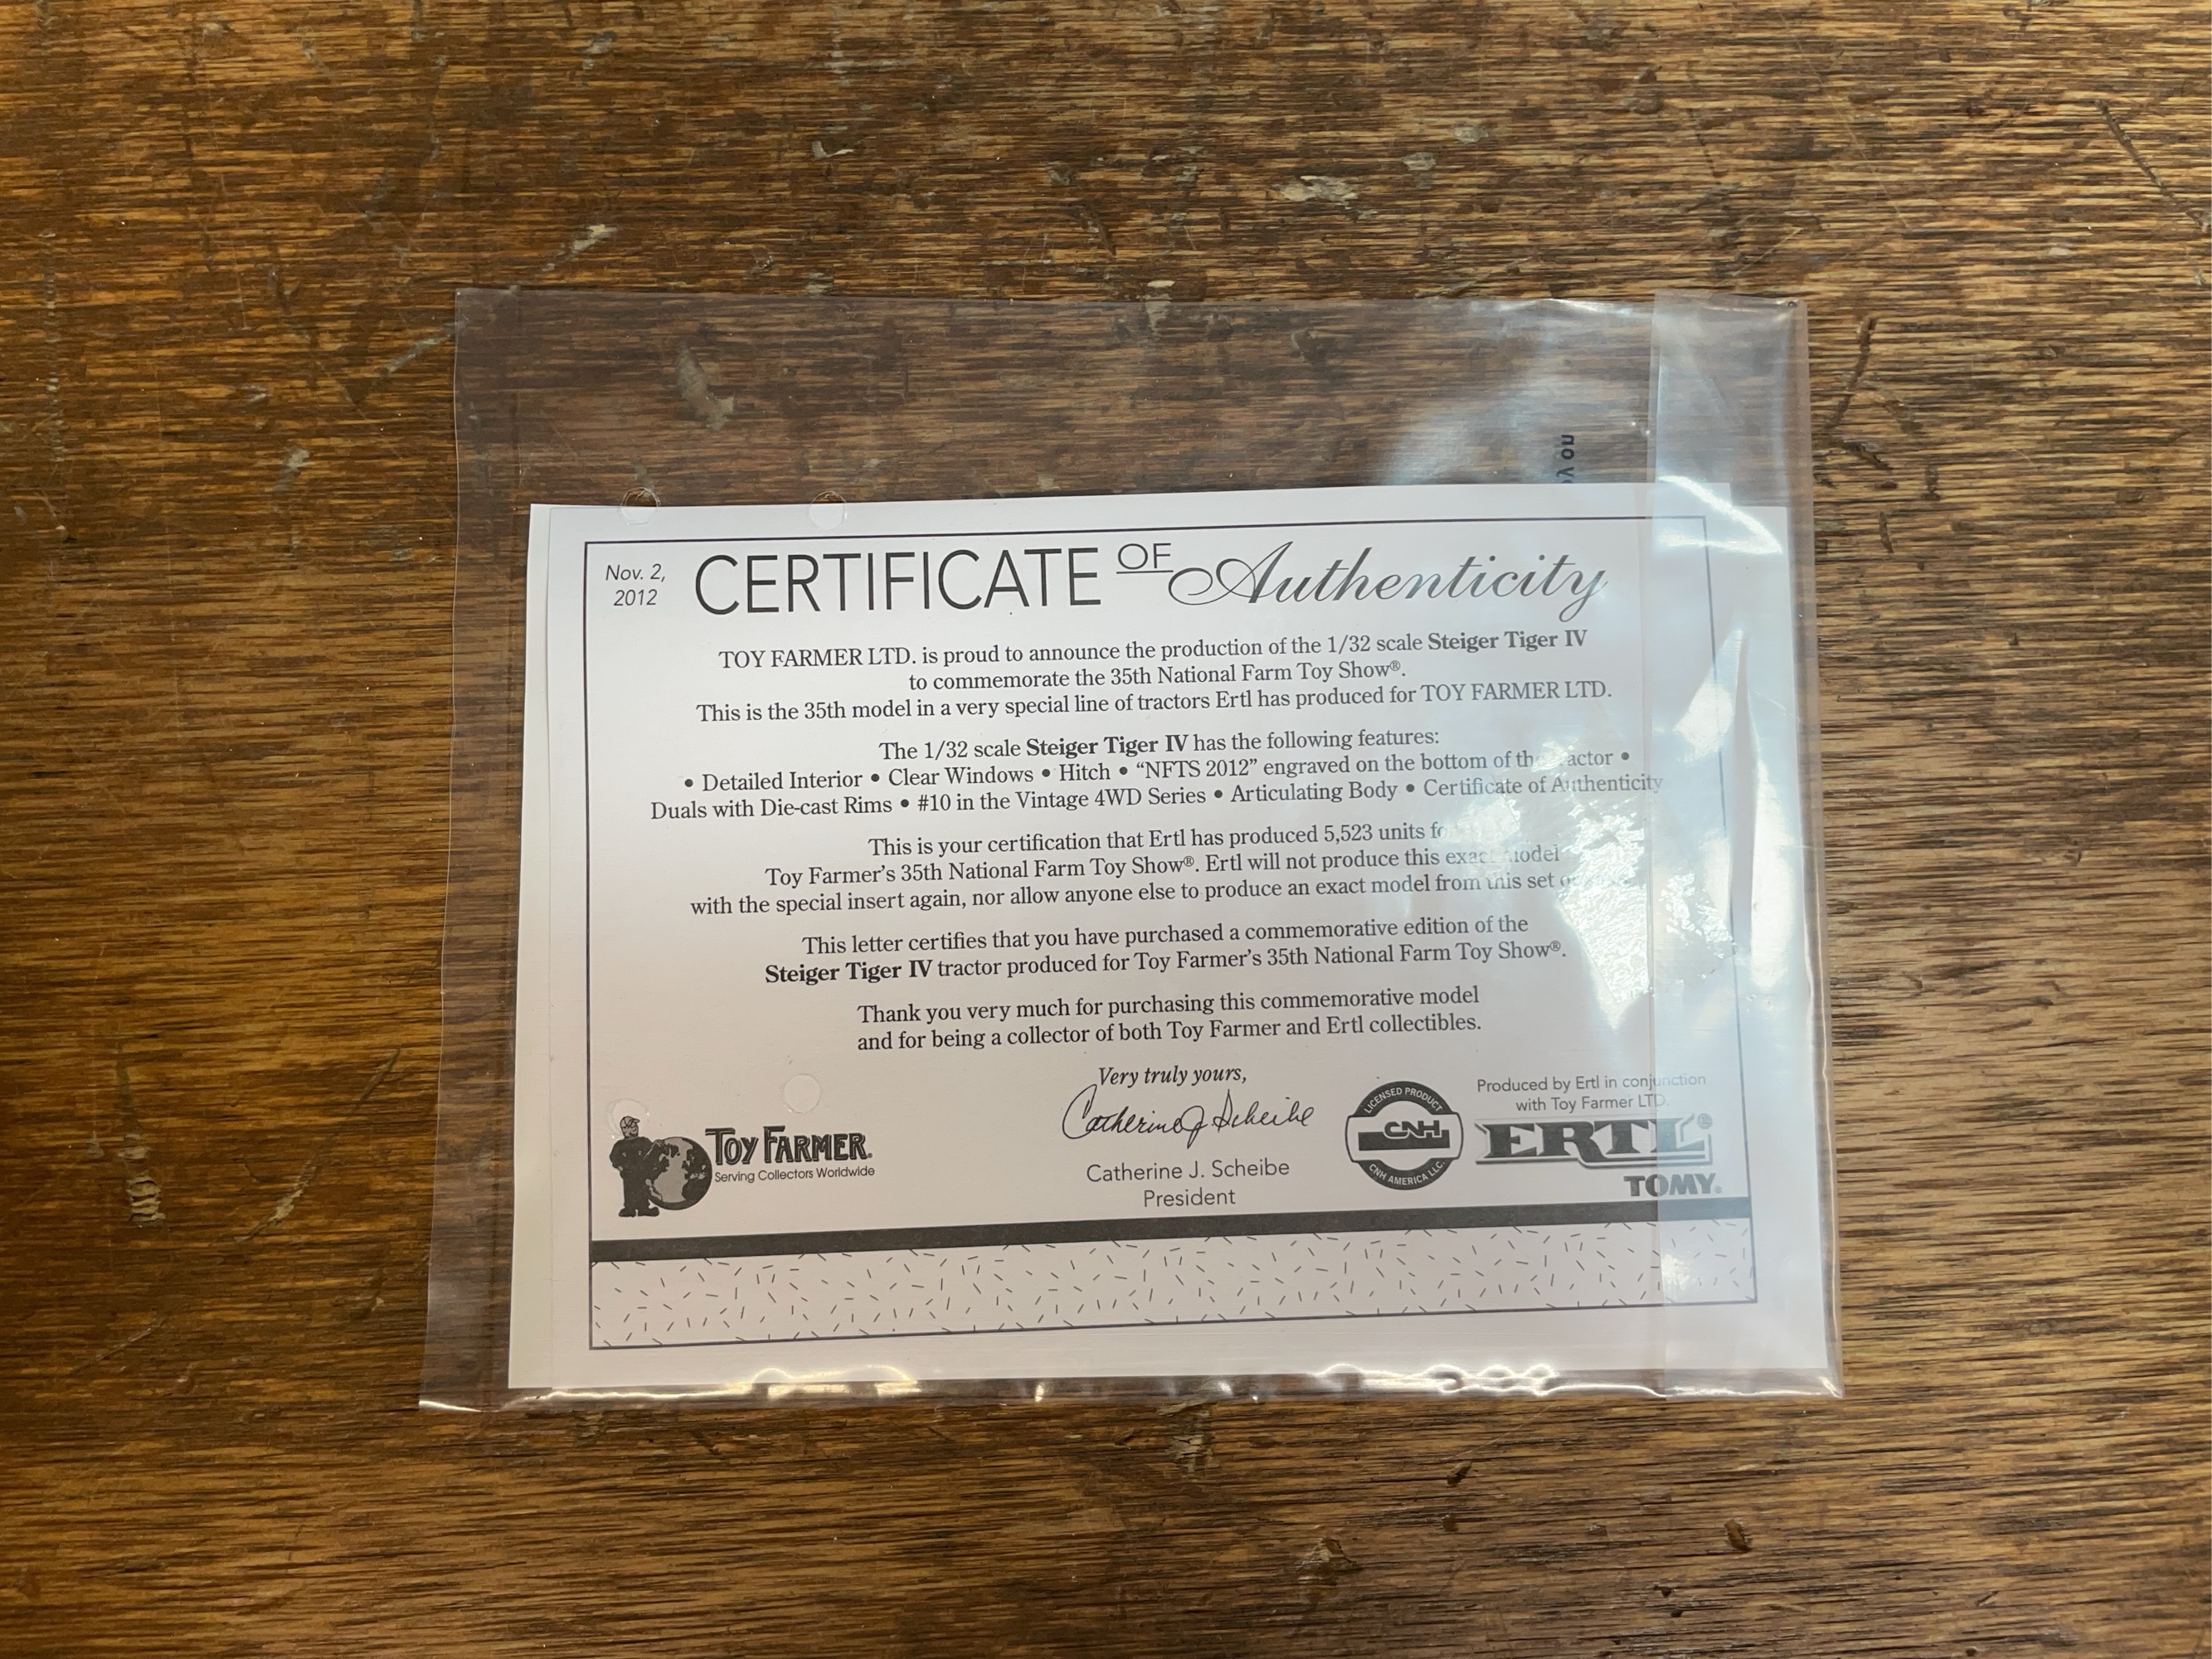 Nov. 2,
2012
CERTIFICATE OF Authenticity
TOY FARMER LTD. is proud to announce the production of the 1/32 scale Steiger Tiger IV
to commemorate the 35th National Farm Toy Show®.
This is the 35th model in a very special line of tractors Ertl has produced for TOY FARMER LTD.
The 1/32 scale Steiger Tiger IV has the following features:
• Detailed Interior • Clear Windows • Hitch • “NFTS 2012” engraved on the bottom of the tractor •
Duals with Die-cast Rims • #10 in the Vintage 4WD Series • Articulating Body • Certificate of Authenticity
This is your certification that Ertl has produced 5,523 units
Toy Farmer’s 35th National Farm Toy Show®. Ertl will not produce this exact model
with the special insert again, nor allow anyone else to produce an exact model from this set
This letter certifies that you have purchased a commemorative edition of the
Steiger Tiger IV tractor produced for Toy Farmer’s 35th National Farm Toy Show®.
Thank you very much for purchasing this commemorative model
and for being a collector of both Toy Farmer and Ertl collectibles.
Very truly yours,
Catherine J Scheibe
Catherine J. Scheibe
President
TOY FARMER®
Serving Collectors Worldwide
LICENSED PRODUCT
CNH
CNH AMERICA LLC.
Produced by Ertl in conjunction
with Toy Farmer LTD.
ERTL®
TOMY®